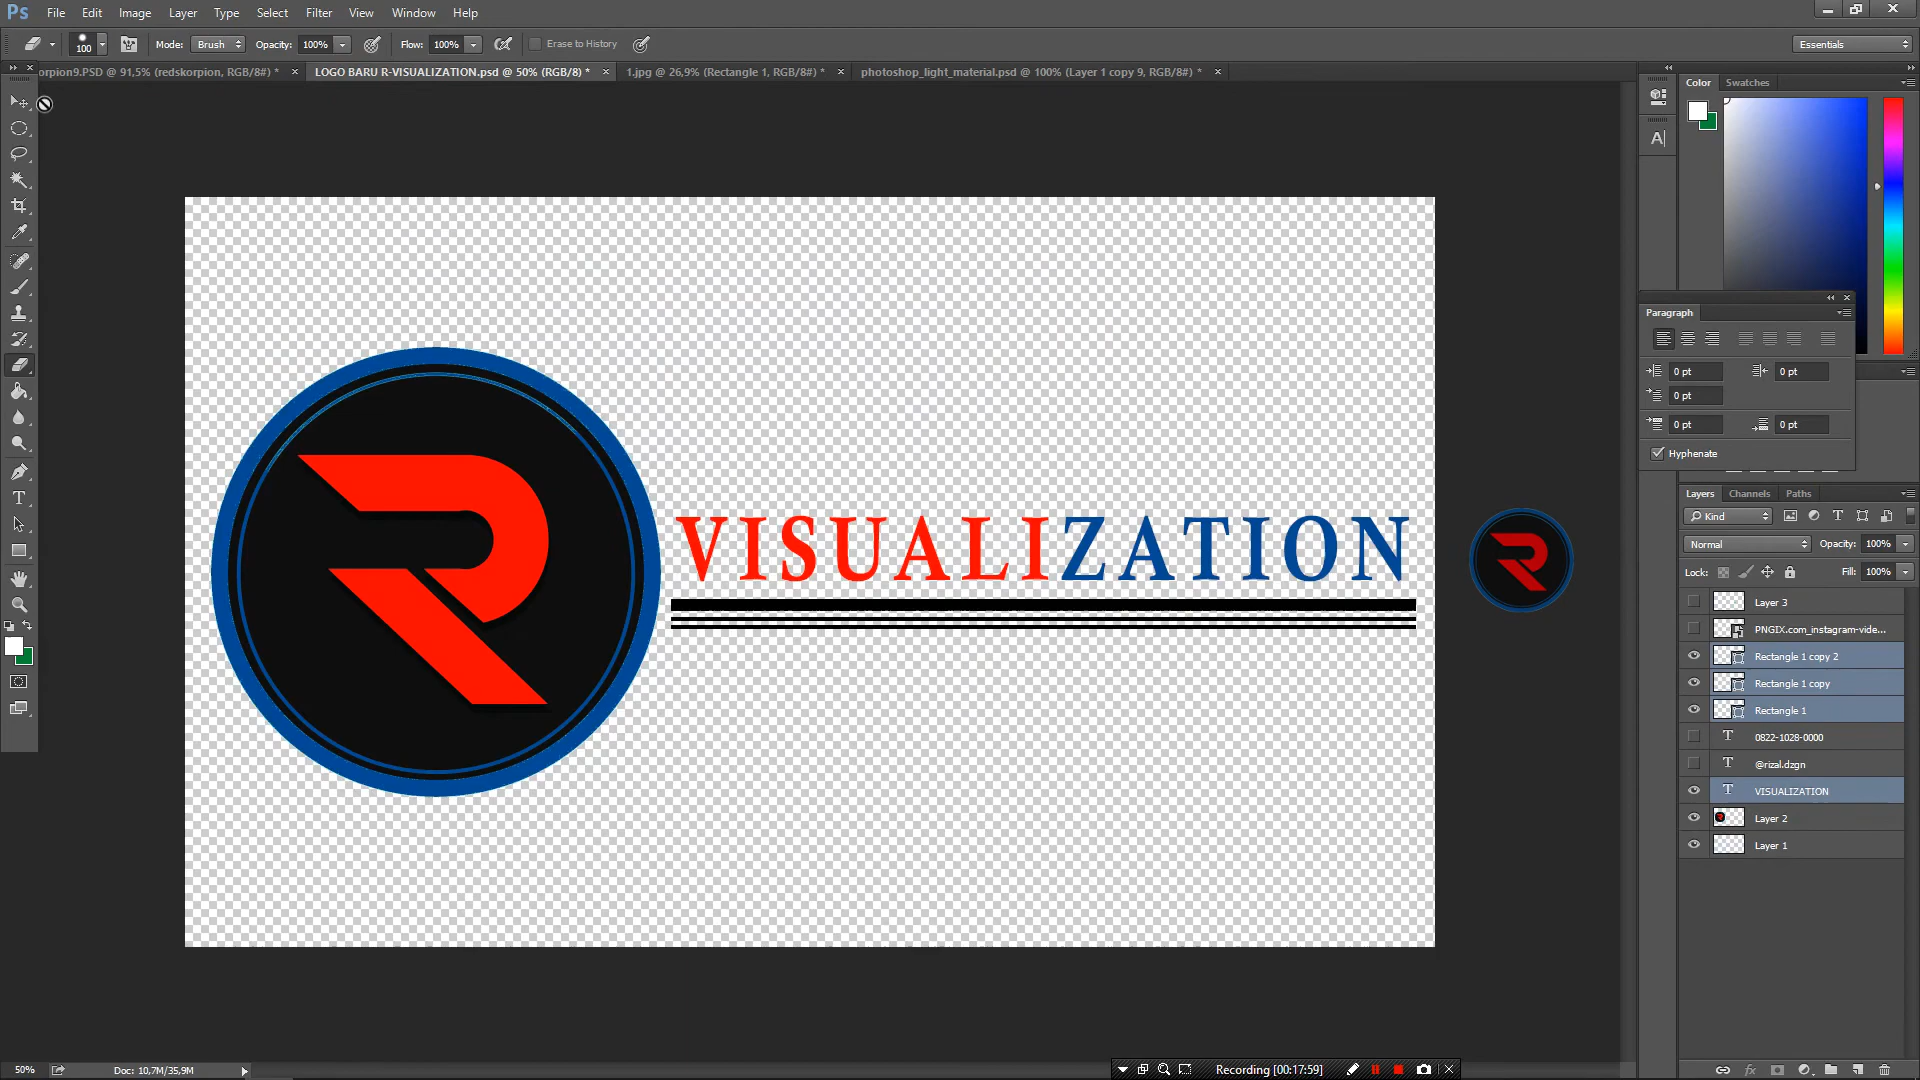 Ps File Edit Image Layer Type Select Filter View Window Help
100 Mode: Brush Opacity: 100% Flow: 100% Erase to History Essentials
orpion9.PSD @ 91,5% (redskorpion, RGB/8#) * × LOGO BARU R-VISUALIZATION.psd @ 50% (RGB/8) * × 1.jpg @ 26,9% (Rectangle 1, RGB/8#) * × photoshop_light_material.psd @ 100% (Layer 1 copy 9, RGB/8#) * ×
Color Swatches
Paragraph
0 pt 0 pt
0 pt
0 pt 0 pt
Hyphenate
R
VISUALIZATION
R
Layers Channels Paths
Kind
Normal Opacity: 100%
Lock: Fill: 100%
Layer 3
PNGIX.com_instagram-vide...
Rectangle 1 copy 2
Rectangle 1 copy
Rectangle 1
0822-1028-0000
@rizal.dzgn
VISUALIZATION
Layer 2
Layer 1
50% Doc: 10,7M/35,9M
Recording [00:17:59]